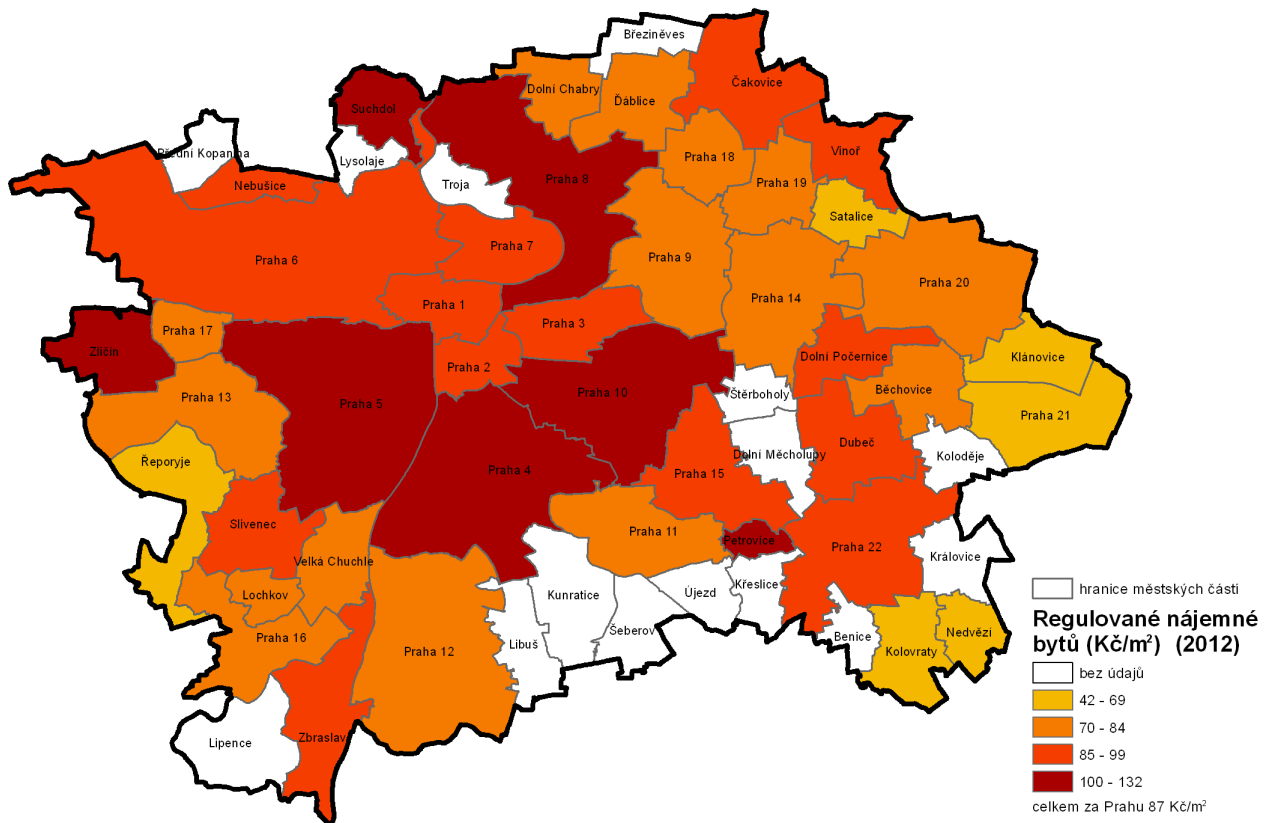 Březiněves
Čakovice
Dolní Chabry
Ďáblice
Suchdol
Přední Kopanina
Lysolaje
Vinoř
Praha 18
Praha 8
Praha 19
Nebušice
Troja
Satalice
Praha 7
Praha 9
Praha 6
Praha 20
Praha 14
Praha 1
Praha 3
Praha 17
Zličín
Dolní Počernice
Klánovice
Praha 2
Běchovice
Praha 13
Praha 5
Praha 10
Štěrboholy
Praha 21
Dubeč
Dolní Měcholupy
Koloděje
Řeporyje
Praha 4
Praha 15
Slivenec
Praha 11
Petrovice
Praha 22
Velká Chuchle
Královice
Křeslice
Újezd
Lochkov
Kunratice
Šeberov
Praha 16
Libuš
Benice
Nedvězí
Praha 12
Kolovraty
Lipence
Zbraslav
hranice městských částí
Regulované nájemné
bytů (Kč/m²) (2012)
bez údajů
42 - 69
70 - 84
85 - 99
100 - 132
celkem za Prahu 87 Kč/m²